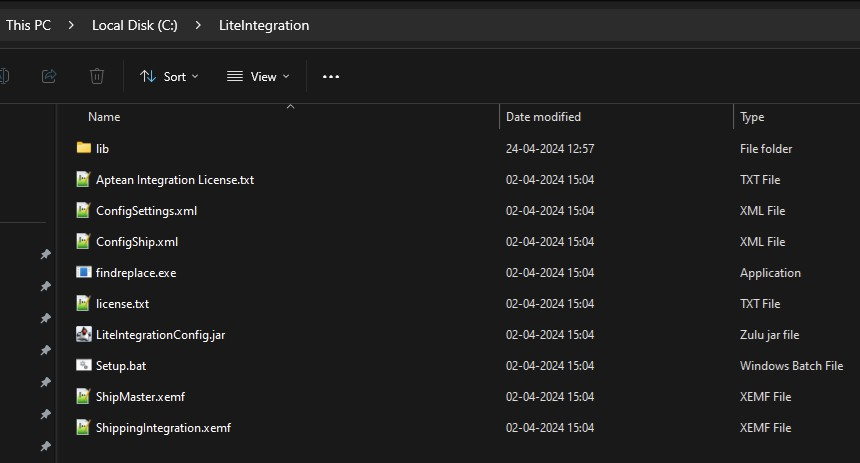 This PC > Local Disk (C:) > LiteIntegration
Sort View ...
Name Date modified Type
lib 24-04-2024 12:57 File folder
Aptean Integration License.txt 02-04-2024 15:04 TXT File
ConfigSettings.xml 02-04-2024 15:04 XML File
ConfigShip.xml 02-04-2024 15:04 XML File
findreplace.exe 02-04-2024 15:04 Application
license.txt 02-04-2024 15:04 TXT File
LiteIntegrationConfig.jar 02-04-2024 15:04 Zulu jar file
Setup.bat 02-04-2024 15:04 Windows Batch File
ShipMaster.xemf 02-04-2024 15:04 XEMF File
ShippingIntegration.xemf 02-04-2024 15:04 XEMF File